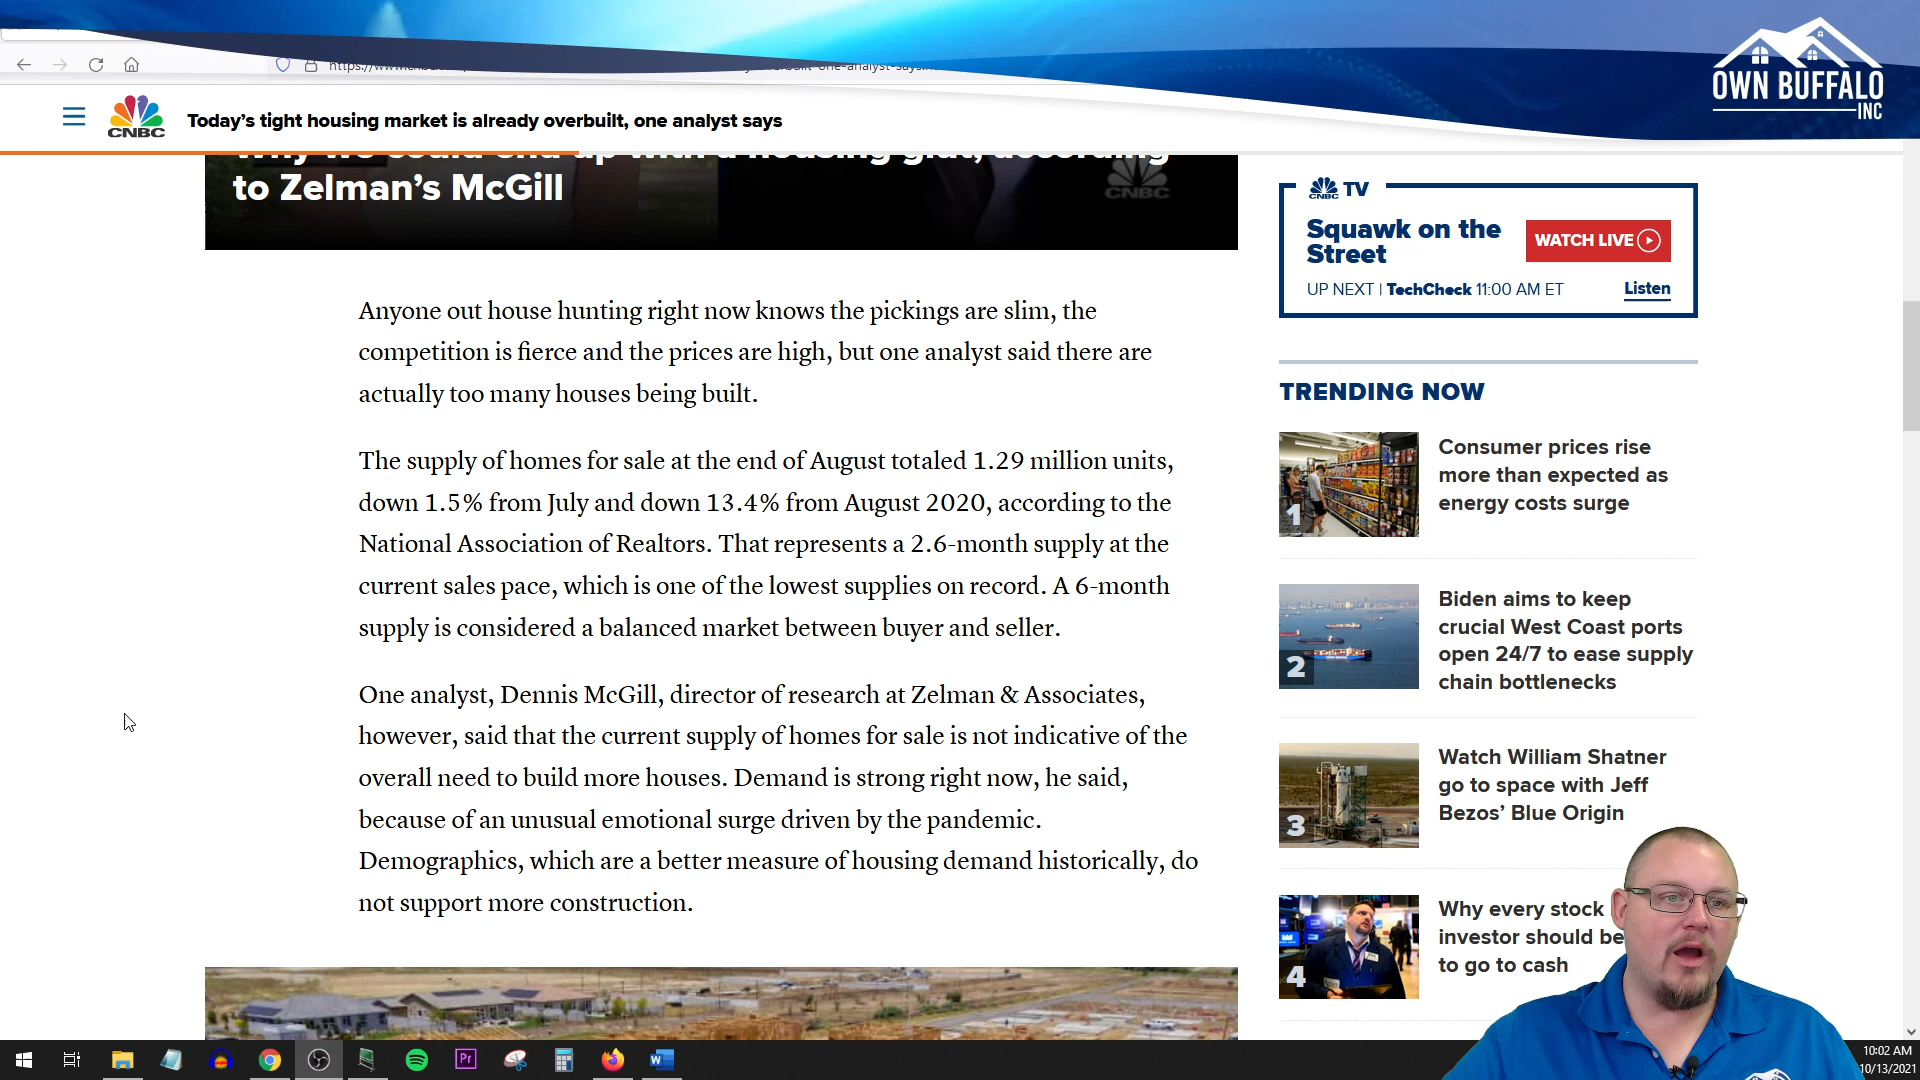 OWN BUFFALO
INC
CNBC
Today's tight housing market is already overbuilt, one analyst says
to Zelman's McGill
CNBC
Anyone out house hunting right now knows the pickings are slim, the
competition is fierce and the prices are high, but one analyst said there are
actually too many houses being built.
The supply of homes for sale at the end of August totaled 1.29 million units,
down 1.5% from July and down 13.4% from August 2020, according to the
National Association of Realtors. That represents a 2.6-month supply at the
current sales pace, which is one of the lowest supplies on record. A 6-month
supply is considered a balanced market between buyer and seller.
One analyst, Dennis McGill, director of research at Zelman & Associates,
however, said that the current supply of homes for sale is not indicative of the
overall need to build more houses. Demand is strong right now, he said,
because of an unusual emotional surge driven by the pandemic.
Demographics, which are a better measure of housing demand historically, do
not support more construction.
CNBC TV
Squawk on the
Street
WATCH LIVE
UP NEXT | TechCheck 11:00 AM ET
Listen
TRENDING NOW
1
Consumer prices rise
more than expected as
energy costs surge
2
Biden aims to keep
crucial West Coast ports
open 24/7 to ease supply
chain bottlenecks
3
Watch William Shatner
go to space with Jeff
Bezos' Blue Origin
4
Why every stock
investor should be
to go to cash
Pr
W
10:02 AM
10/13/2021